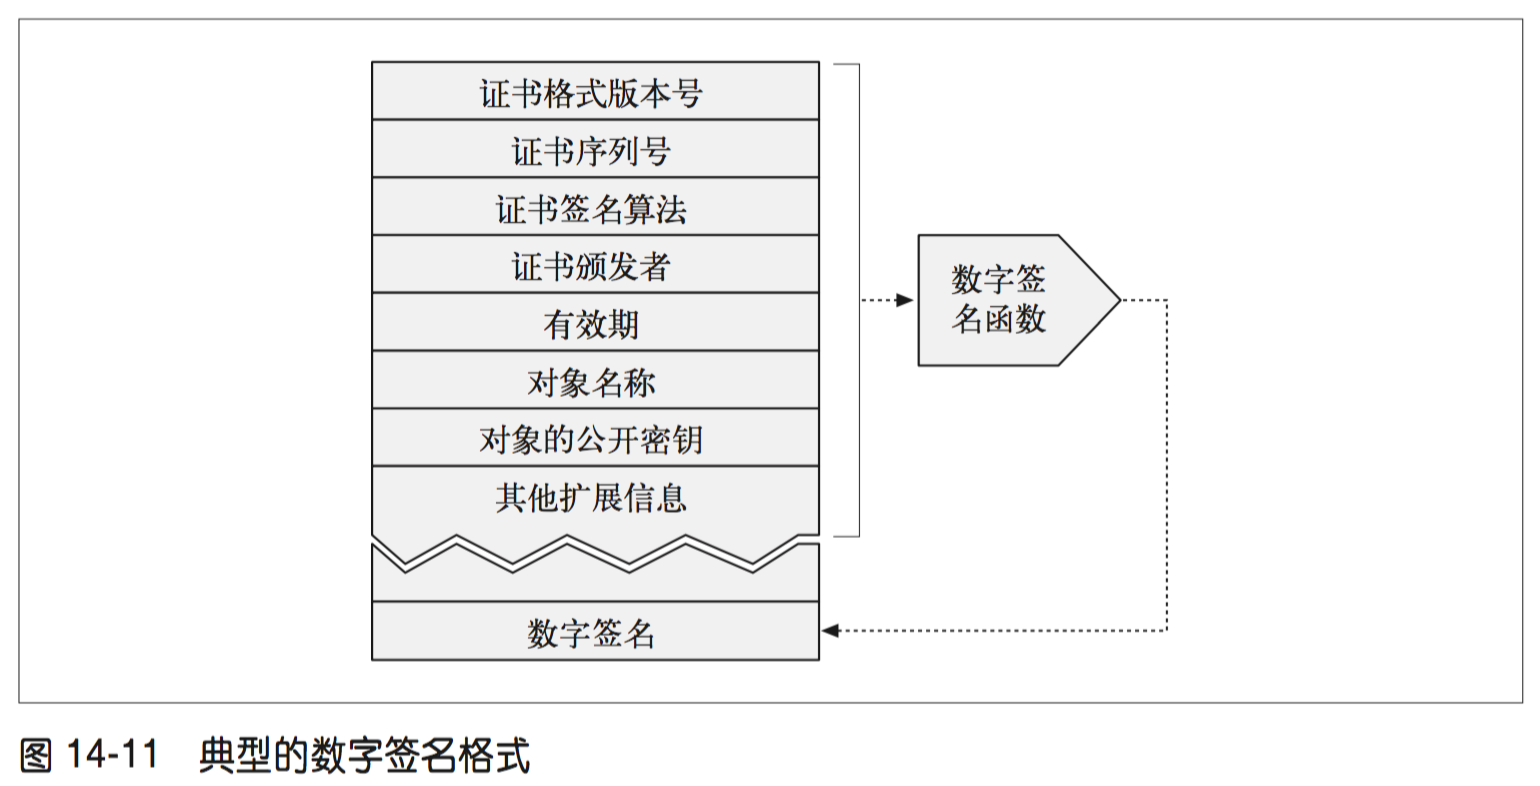 证书格式版本号
证书序列号
证书签名算法
证书颁发者
有效期
对象名称
对象的公开密钥
其他扩展信息
数字签
名函数
数字签名
图 14-11 典型的数字签名格式